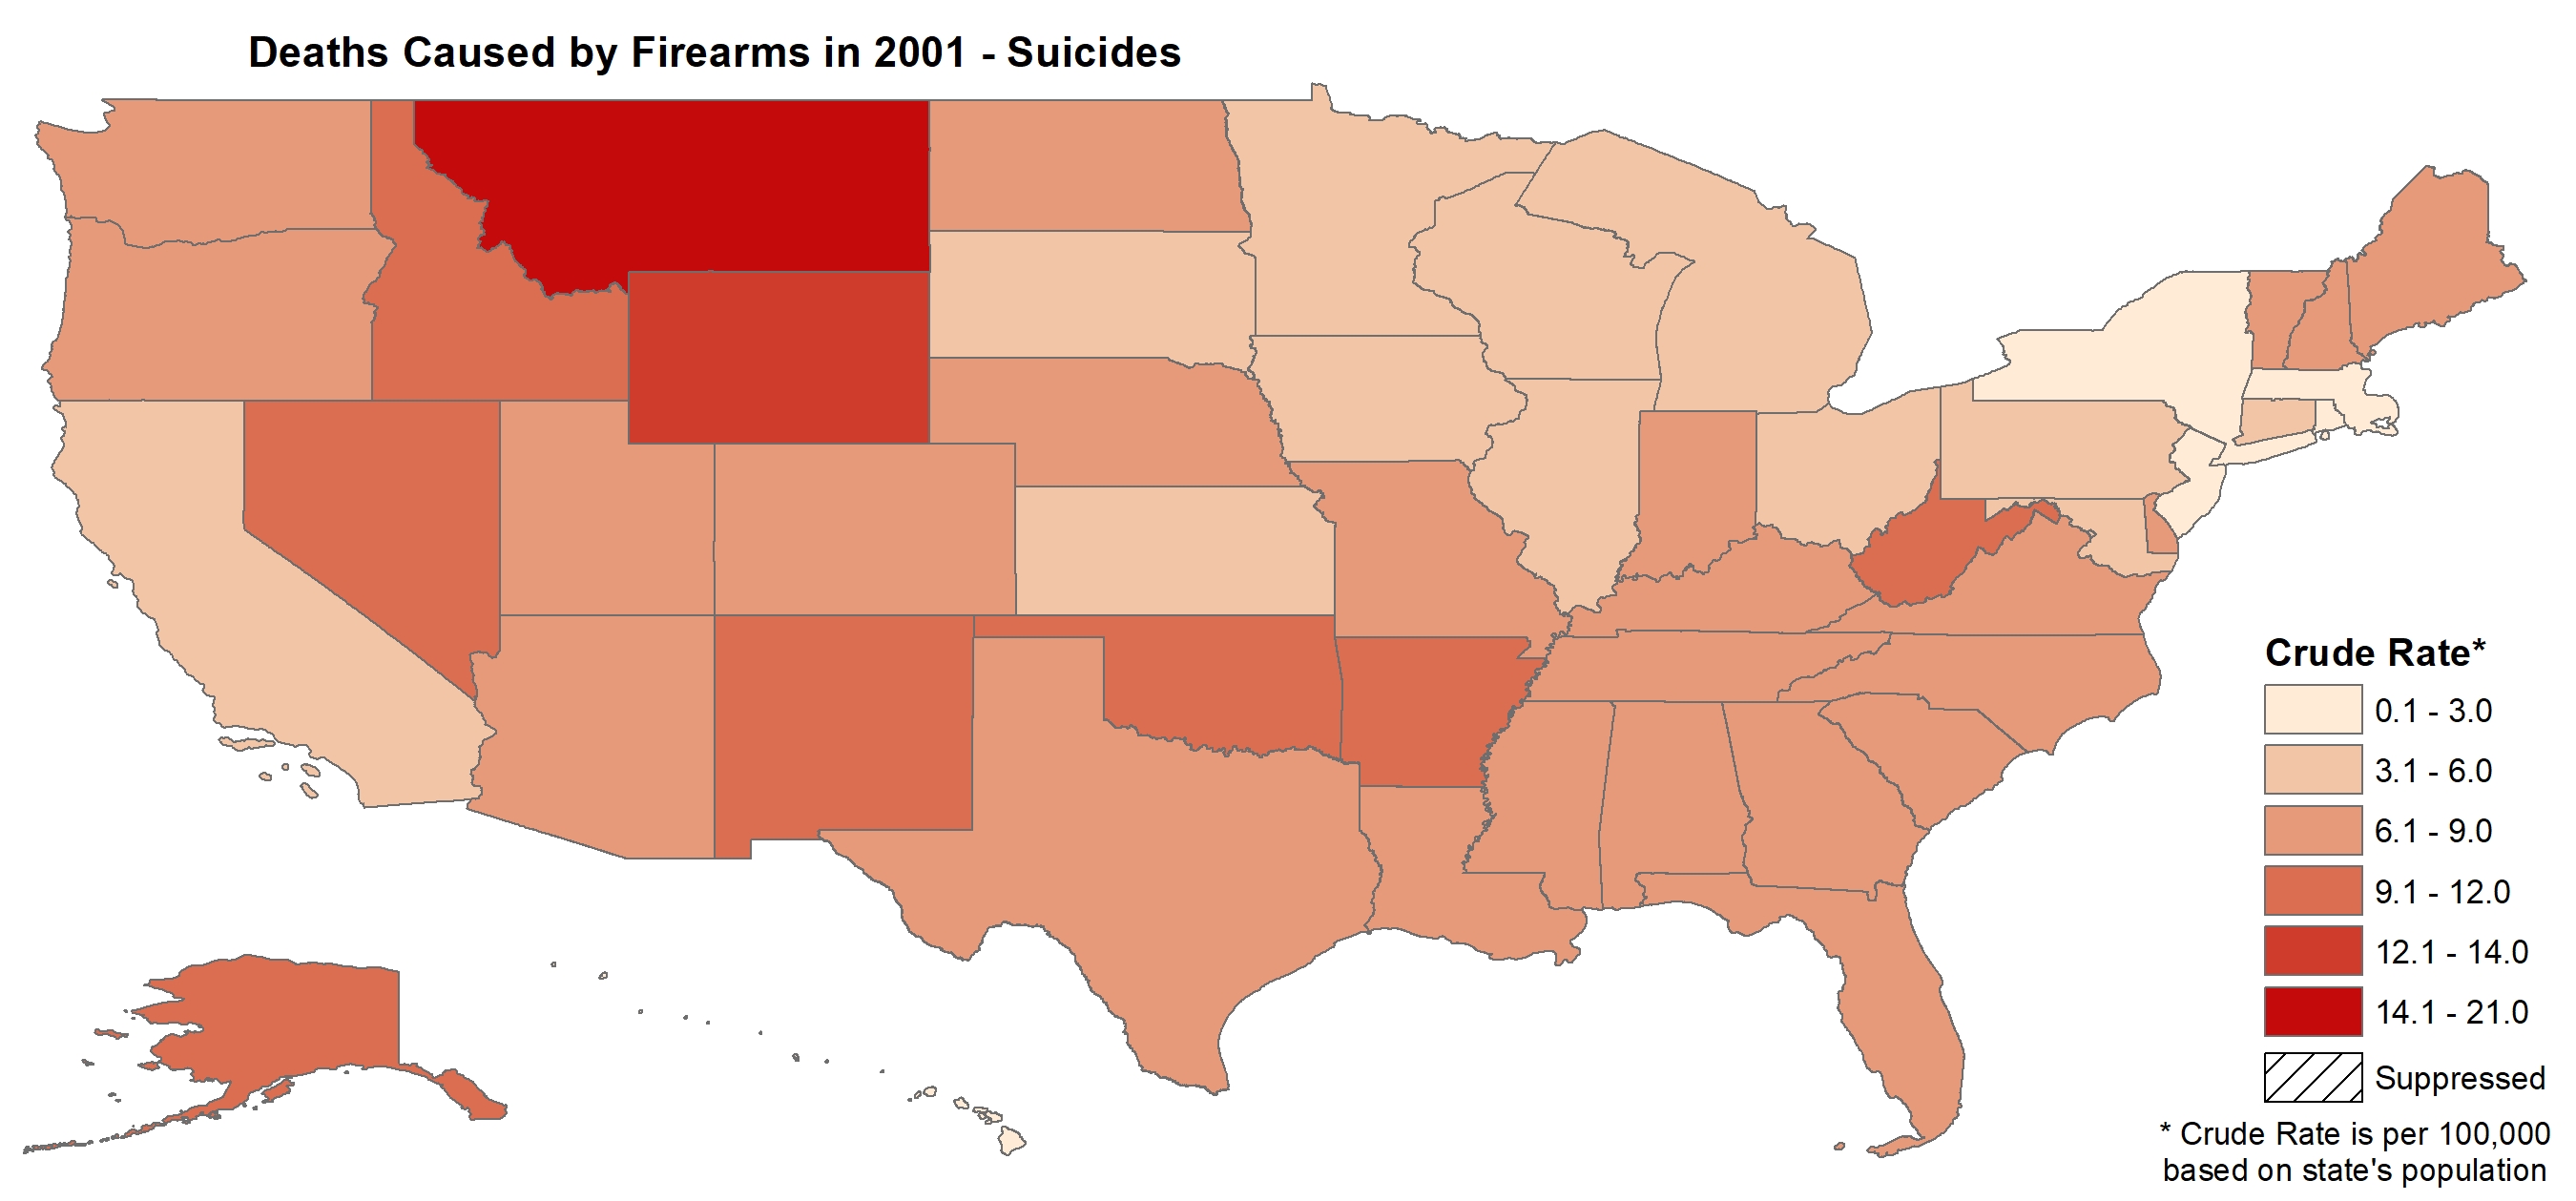 Deaths Caused by Firearms in 2001 - Suicides
Crude Rate*
0.1 - 3.0
3.1 - 6.0
6.1 - 9.0
9.1 - 12.0
12.1 - 14.0
14.1 - 21.0
Suppressed
* Crude Rate is per 100,000
based on state's population